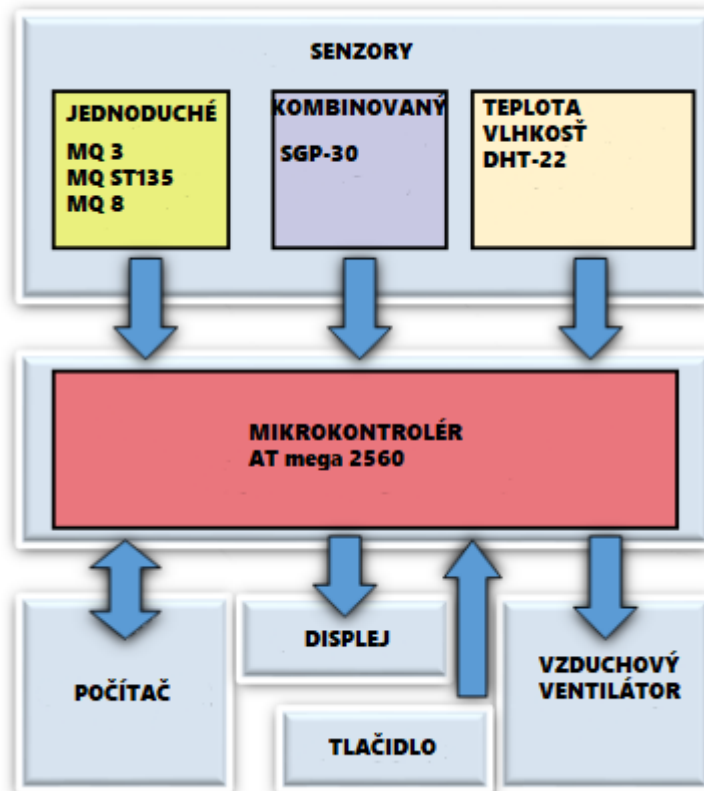 SENZORY
JEDNODUCHÉ
MQ 3
MQ ST135
MQ 8
KOMBINOVANÝ
SGP-30
TEPLOTA
VLHKOSŤ
DHT-22
MIKROKONTROLÉR
AT mega 2560
POČÍTAČ
DISPLEJ
TLAČIDLO
VZDUCHOVÝ
VENTILÁTOR